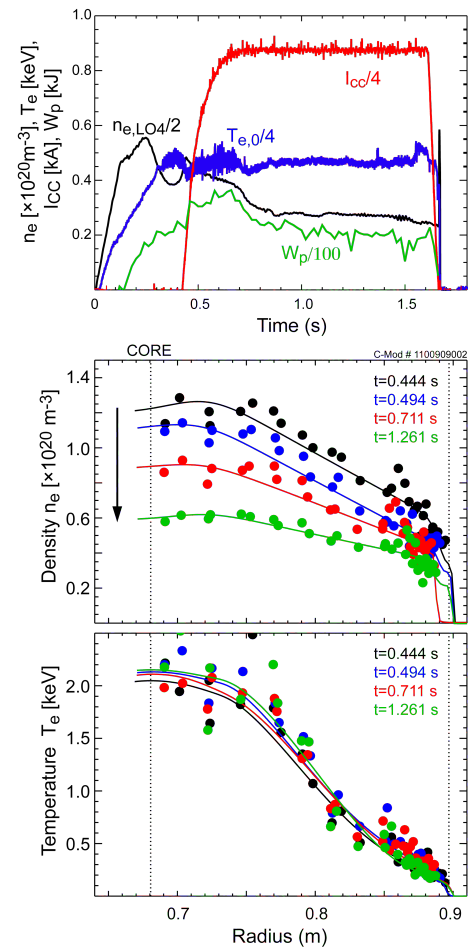 n_e [×10^20 m^-3], T_e [keV]
I_CC [kA], W_p [kJ]
1.0
0.8
0.6
0.4
0.2
n_e,LO4/2
T_e,0/4
I_CC/4
W_p/100
0
0.5
1.0
1.5
Time (s)
CORE
C-Mod # 1100909002
Density n_e [×10^20 m^-3]
1.4
1.0
0.6
0.2
t=0.444 s
t=0.494 s
t=0.711 s
t=1.261 s
Temperature T_e [keV]
2.0
1.5
1.0
0.5
t=0.444 s
t=0.494 s
t=0.711 s
t=1.261 s
0.7
0.8
0.9
Radius (m)